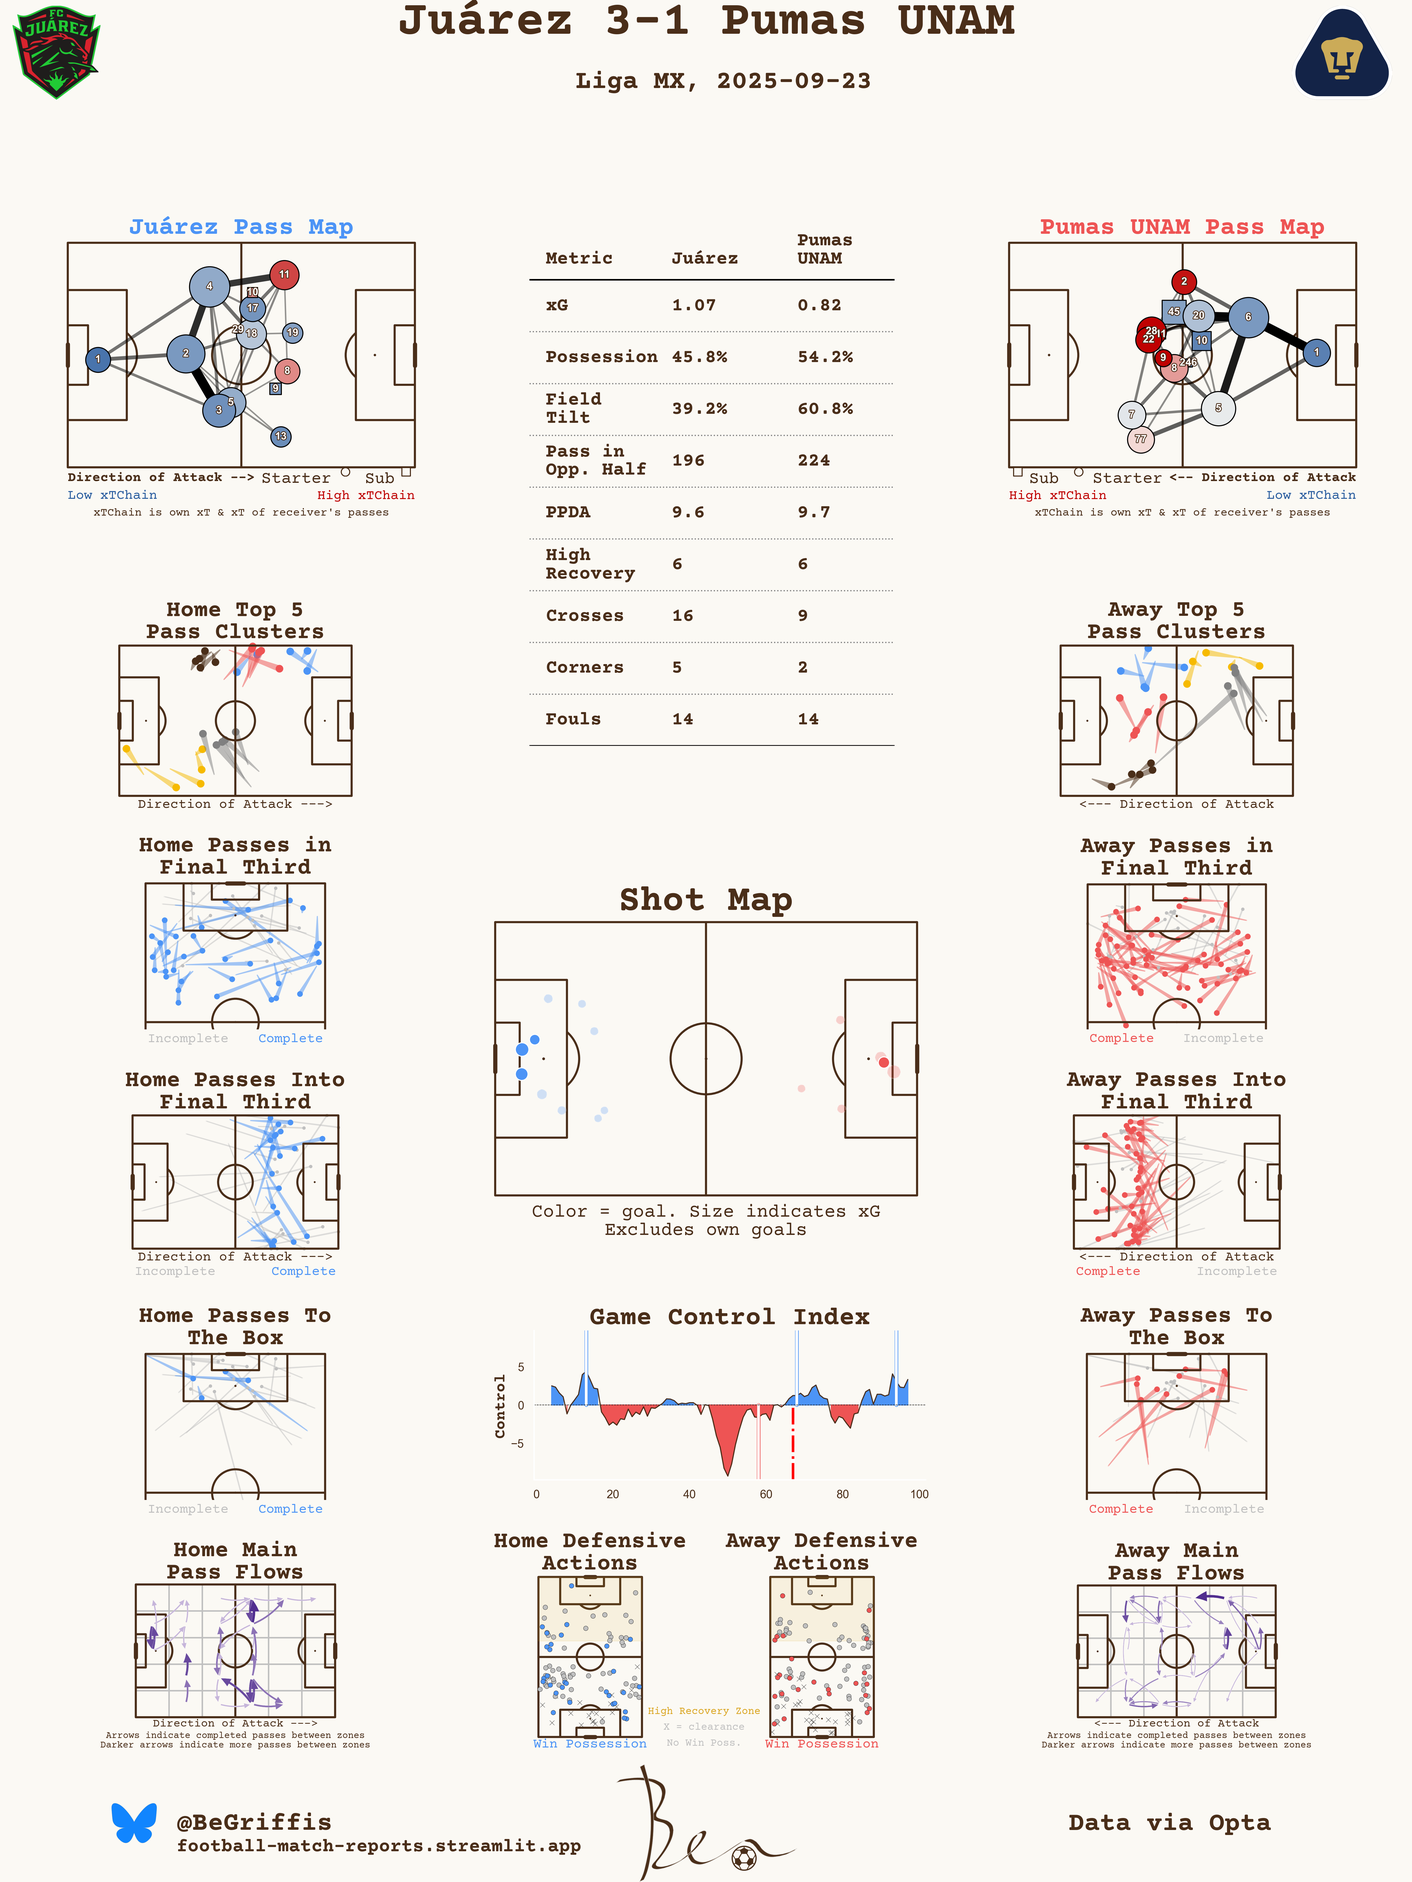 FC
JUÁREZ
Juárez 3-1 Pumas UNAM
Liga MX, 2025-09-23
Juárez Pass Map
4
11
10
17
29
18
19
1
2
8
9
5
3
13
Direction of Attack --> Starter Sub
Low xTChain High xTChain
xTChain is own xT & xT of receiver's passes
Metric Juárez Pumas UNAM
xG 1.07 0.82
Possession 45.8% 54.2%
Field Tilt 39.2% 60.8%
Pass in Opp. Half 196 224
PPDA 9.6 9.7
High Recovery 6 6
Crosses 16 9
Corners 5 2
Fouls 14 14
Pumas UNAM Pass Map
2
45
20
6
28
22
10
1
9
8
7
5
77
Sub Starter <-- Direction of Attack
High xTChain Low xTChain
xTChain is own xT & xT of receiver's passes
Home Top 5
Pass Clusters
Direction of Attack --->
Away Top 5
Pass Clusters
<--- Direction of Attack
Home Passes in
Final Third
Incomplete Complete
Shot Map
Color = goal. Size indicates xG
Excludes own goals
Away Passes in
Final Third
Complete Incomplete
Home Passes Into
Final Third
Direction of Attack --->
Incomplete Complete
Away Passes Into
Final Third
<--- Direction of Attack
Complete Incomplete
Home Passes To
The Box
Incomplete Complete
Game Control Index
Control
5
0
−5
0 20 40 60 80 100
Away Passes To
The Box
Complete Incomplete
Home Main
Pass Flows
Direction of Attack --->
Arrows indicate completed passes between zones
Darker arrows indicate more passes between zones
Home Defensive
Actions
Win Possession
High Recovery Zone
X = clearance
No Win Poss.
Away Defensive
Actions
Win Possession
Away Main
Pass Flows
<--- Direction of Attack
Arrows indicate completed passes between zones
Darker arrows indicate more passes between zones
@BeGriffis
football-match-reports.streamlit.app
Ben
Data via Opta